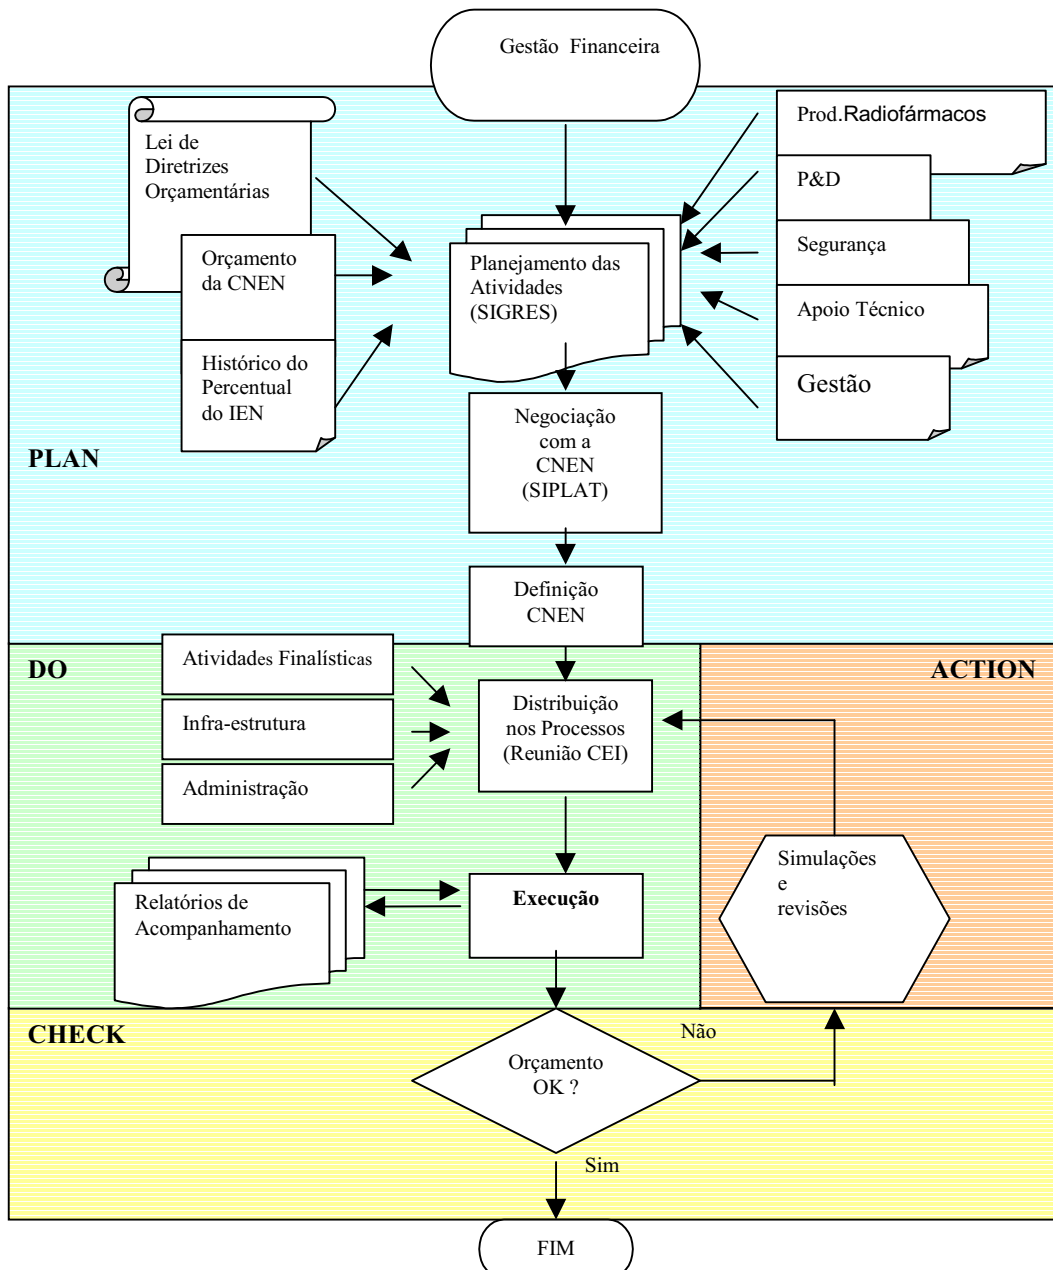 Gestão Financeira
Lei de
Diretrizes
Orçamentárias
Orçamento
da CNEN
Histórico do
Percentual
do IEN
Planejamento das
Atividades
(SIGRES)
Prod.Radiofármacos
P&D
Segurança
Apoio Técnico
Gestão
PLAN
Negociação
com a
CNEN
(SIPLAT)
Definição
CNEN
DO
Atividades Finalísticas
Infra-estrutura
Administração
Distribuição
nos Processos
(Reunião CEI)
ACTION
Simulações
e
revisões
Relatórios de
Acompanhamento
Execução
CHECK
Orçamento
OK ?
Não
Sim
FIM